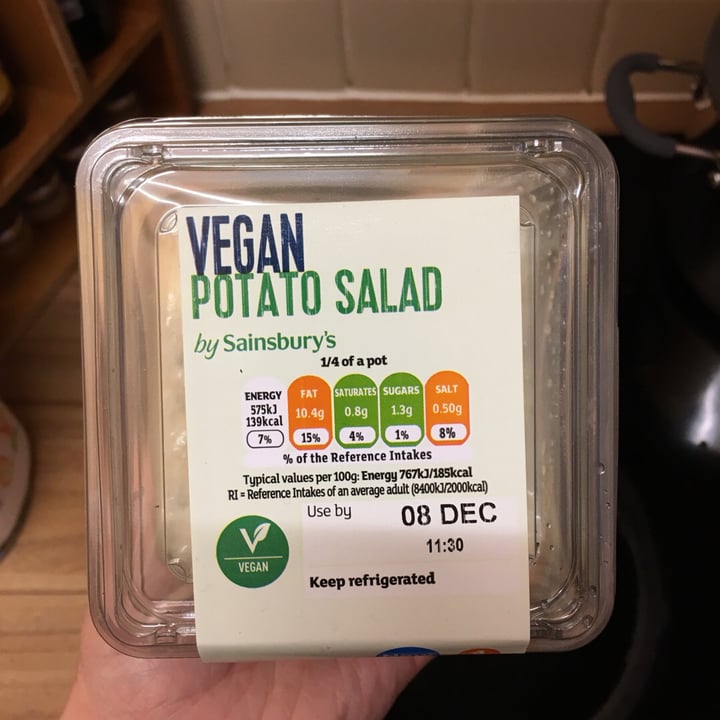 VEGAN
POTATO SALAD
by Sainsbury's
1/4 of a pot
ENERGY FAT SATURATES SUGARS SALT
575kJ 10.4g 0.8g 1.3g 0.50g
139kcal
7% 15% 4% 1% 8%
% of the Reference Intakes
Typical values per 100g: Energy 767kJ/185kcal
RI = Reference Intakes of an average adult (8400kJ/2000kcal)
Use by 08 DEC
11:30
V
VEGAN
Keep refrigerated